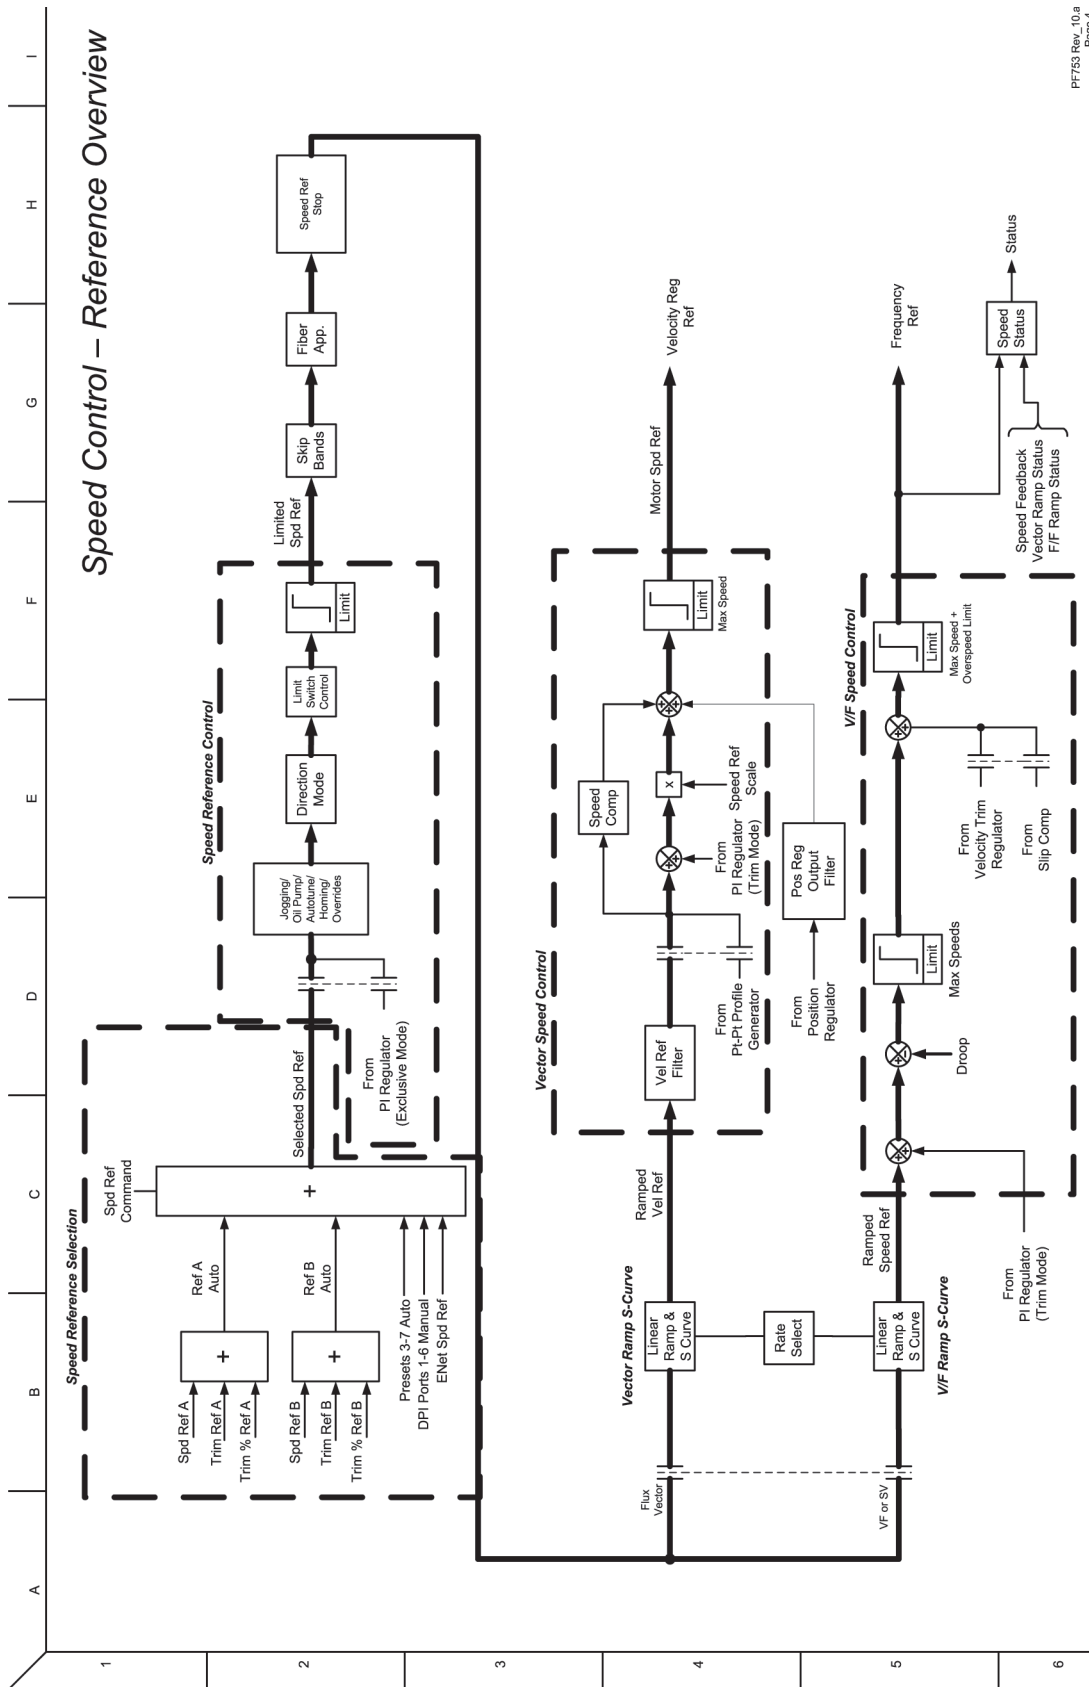 A
B
C
D
E
F
G
H
I
1
2
3
4
5
6
Speed Control – Reference Overview
Speed Reference Selection
Spd Ref A
Trim Ref A
Trim % Ref A
+
Ref A
Auto
Spd Ref B
Trim Ref B
Trim % Ref B
+
Ref B
Auto
Presets 3-7 Auto
DPI Ports 1-6 Manual
ENet Spd Ref
Spd Ref
Command
+
Selected Spd Ref
From
PI Regulator
(Exclusive Mode)
Speed Reference Control
Jogging/
Oil Pump/
Autotune/
Homing/
Overrides
Direction
Mode
Limit
Switch
Control
Limit
Limited
Spd Ref
Skip
Bands
Fiber
App.
Speed Ref
Stop
Flux
Vector
Vector Ramp S-Curve
Linear
Ramp &
S Curve
Rate
Select
Ramped
Vel Ref
Vector Speed Control
Vel Ref
Filter
From
Pt-Pt Profile
Generator
Speed
Comp
+
+
From
PI Regulator
(Trim Mode)
x
Speed Ref
Scale
From
Position
Regulator
Pos Reg
Output
Filter
+
+
+
Limit
Max Speed
Motor Spd Ref
Velocity Reg
Ref
VF or SV
Linear
Ramp &
S Curve
V/F Ramp S-Curve
Ramped
Speed Ref
From
PI Regulator
(Trim Mode)
+
+
V/F Speed Control
+
-
Droop
Limit
Max Speeds
From
Velocity Trim
Regulator
From
Slip Comp
+
+
Limit
Max Speed +
Overspeed Limit
Frequency
Ref
Speed Feedback
Vector Ramp Status
F/F Ramp Status
Speed
Status
Status
PF753 Rev_10.a
Page 4